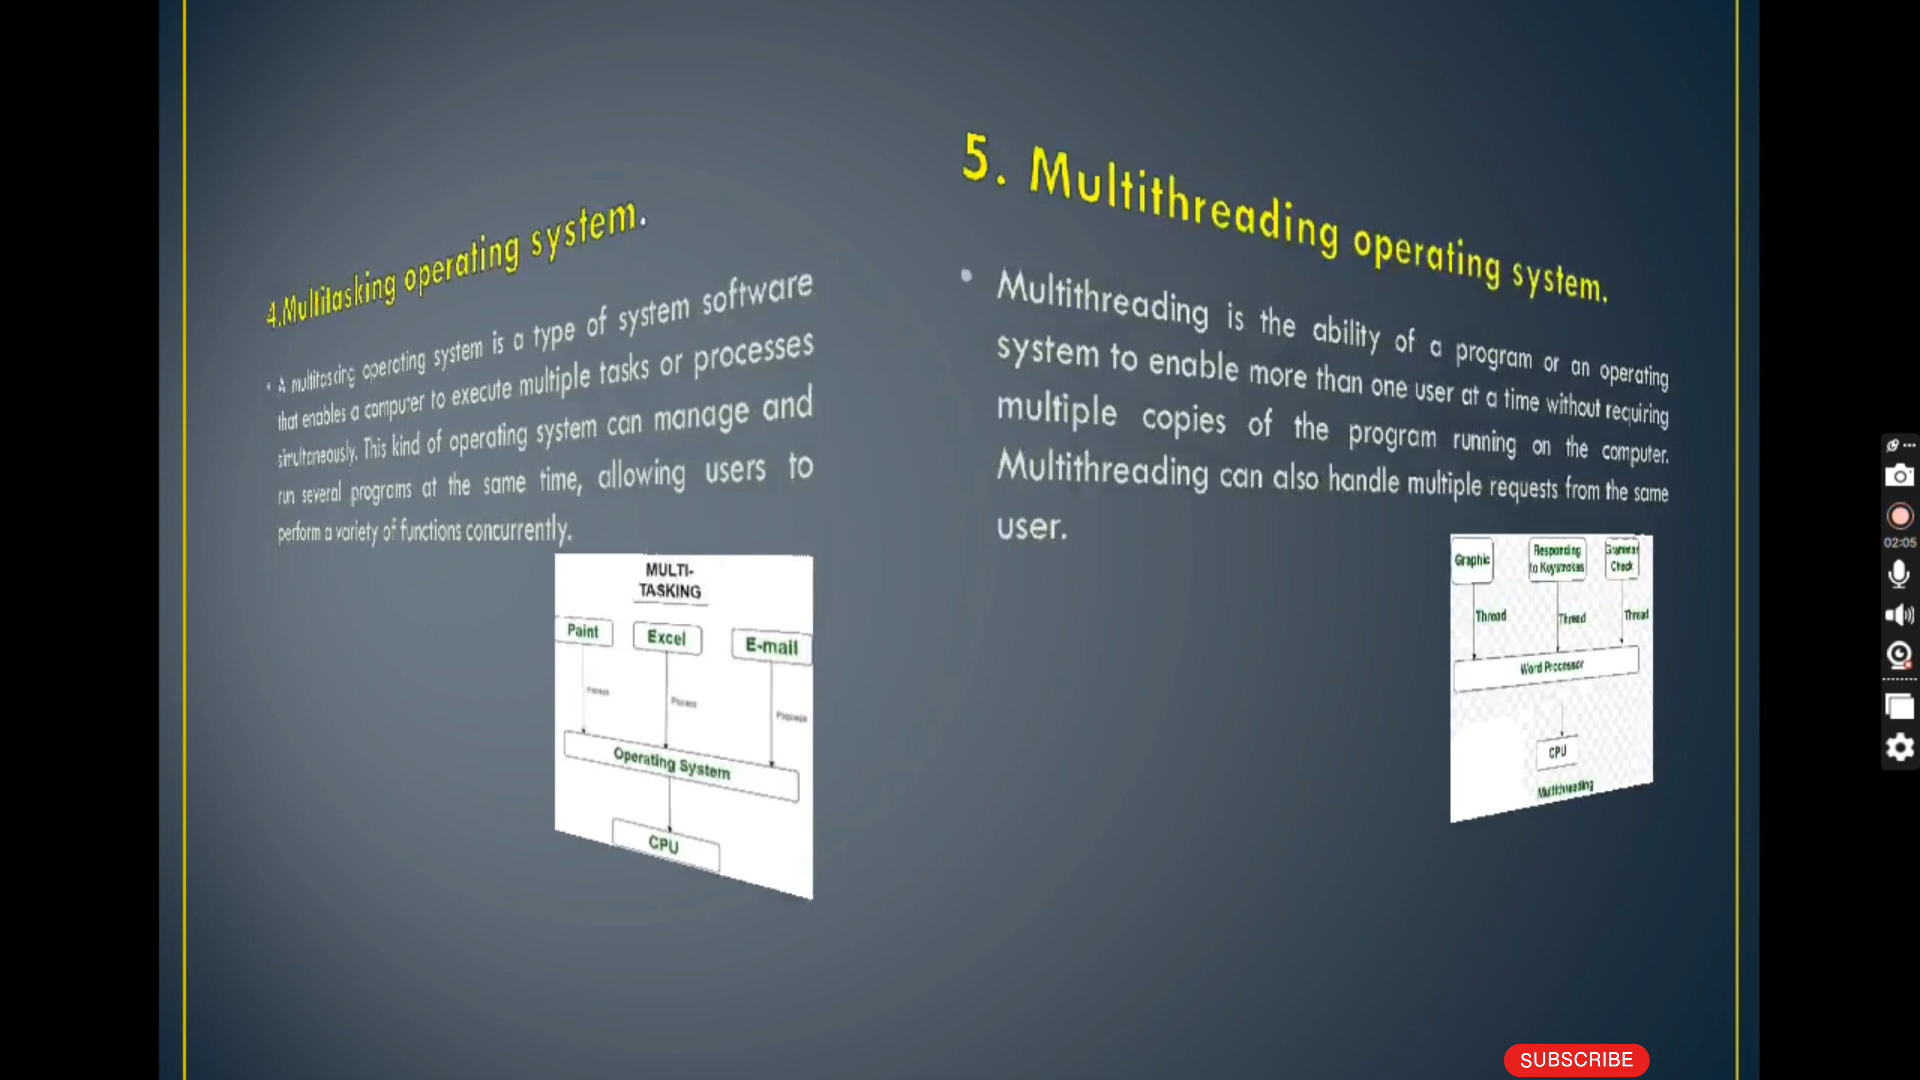 4.Multitasking operating system.
• A multitasking operating system is a type of system software
that enables a computer to execute multiple tasks or processes
simultaneously. This kind of operating system can manage and
run several programs at the same time, allowing users to
perform a variety of functions concurrently.
MULTI-
TASKING
Paint Excel E-mail
Process Process Process
Operating System
CPU
5. Multithreading operating system.
• Multithreading is the ability of a program or an operating
system to enable more than one user at a time without requiring
multiple copies of the program running on the computer.
Multithreading can also handle multiple requests from the same
user.
Graphic Responding Grammar
to Keystrokes Check
Thread Thread Thread
Word Processor
CPU
Multithreading
02:05
SUBSCRIBE